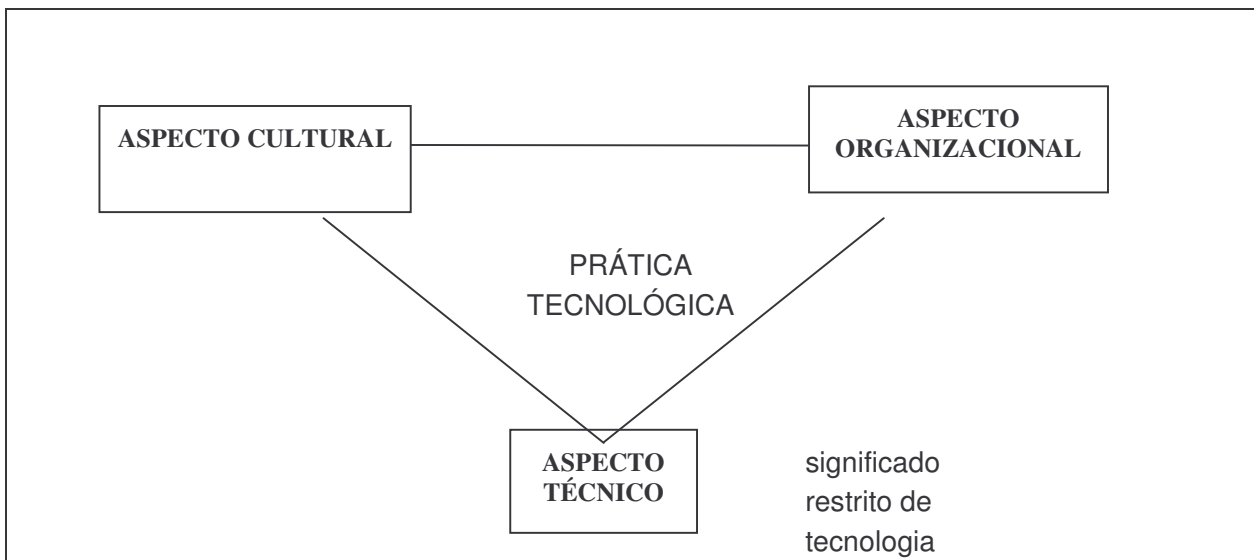 ASPECTO CULTURAL
ASPECTO
ORGANIZACIONAL
PRÁTICA
TECNOLÓGICA
ASPECTO
TÉCNICO
significado
restrito de
tecnologia